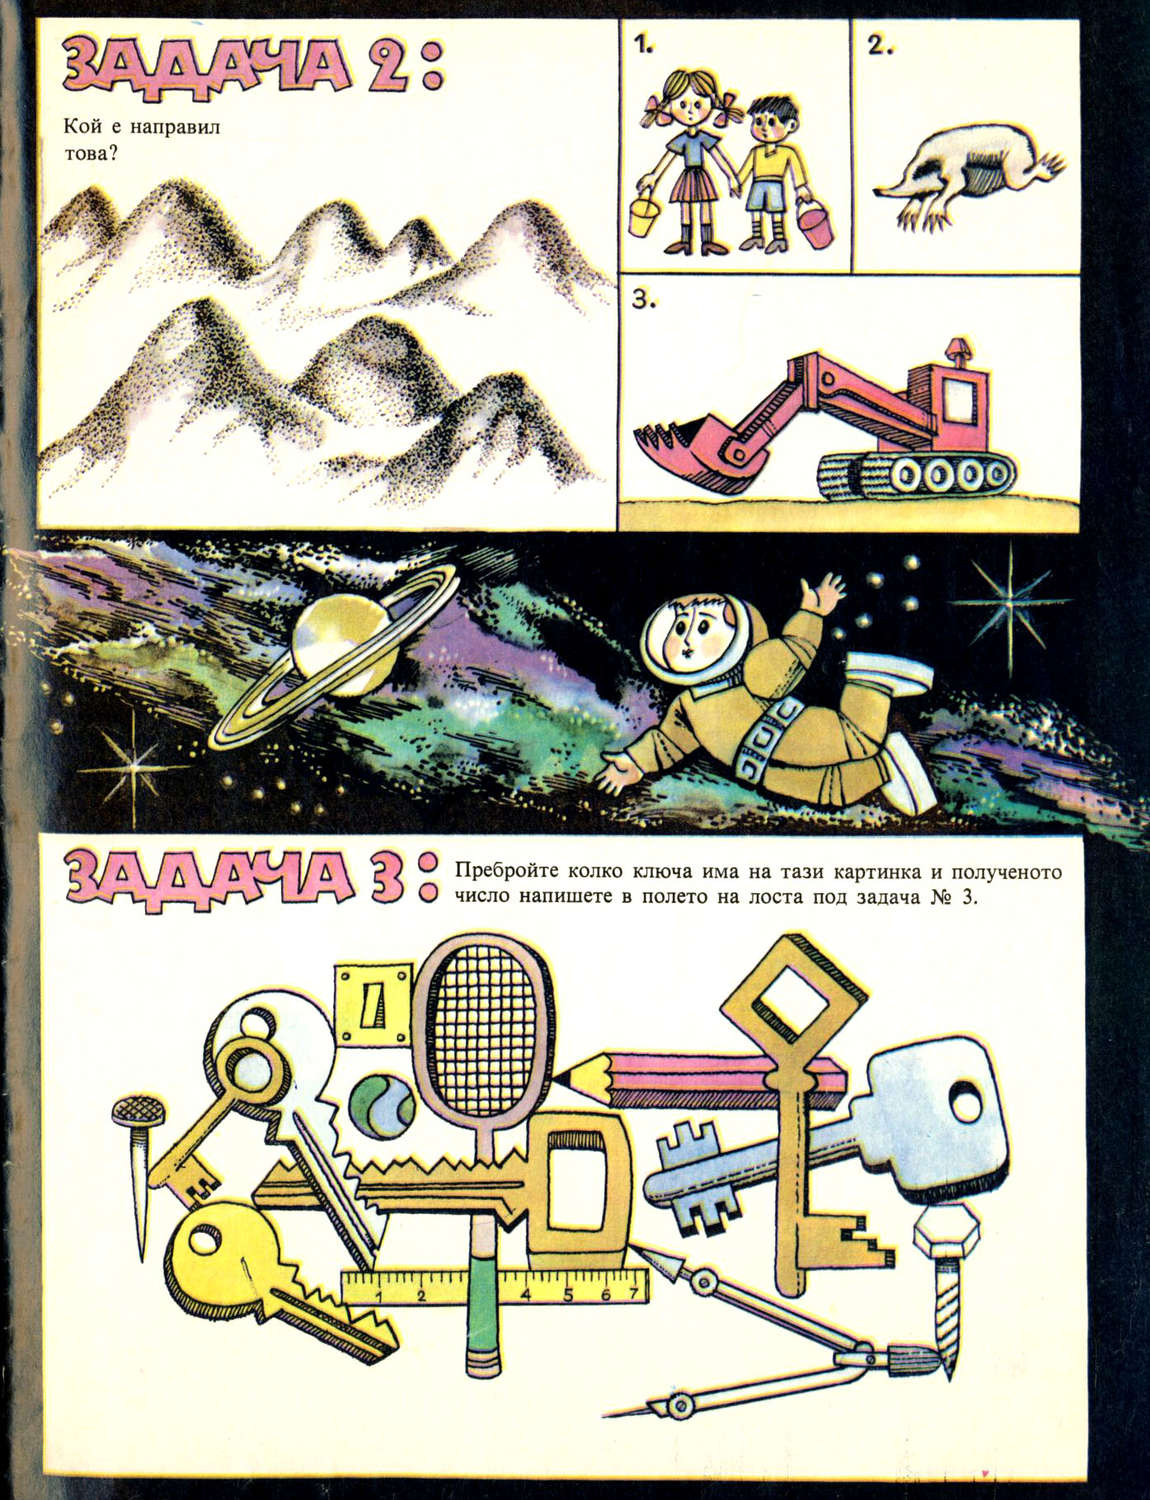 ЗАДАЧА 2:
Кой е направил
това?
1.
2.
3.
ЗАДАЧА 3:
Пребройте колко ключа има на тази картинка и полученото
число напишете в полето на лоста под задача № 3.
1 2 4 5 6 7